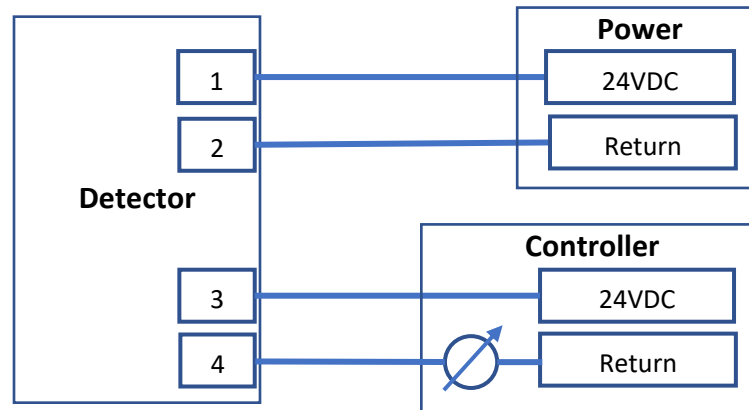 Power
1
24VDC
2
Return
Detector
Controller
3
24VDC
4
Return